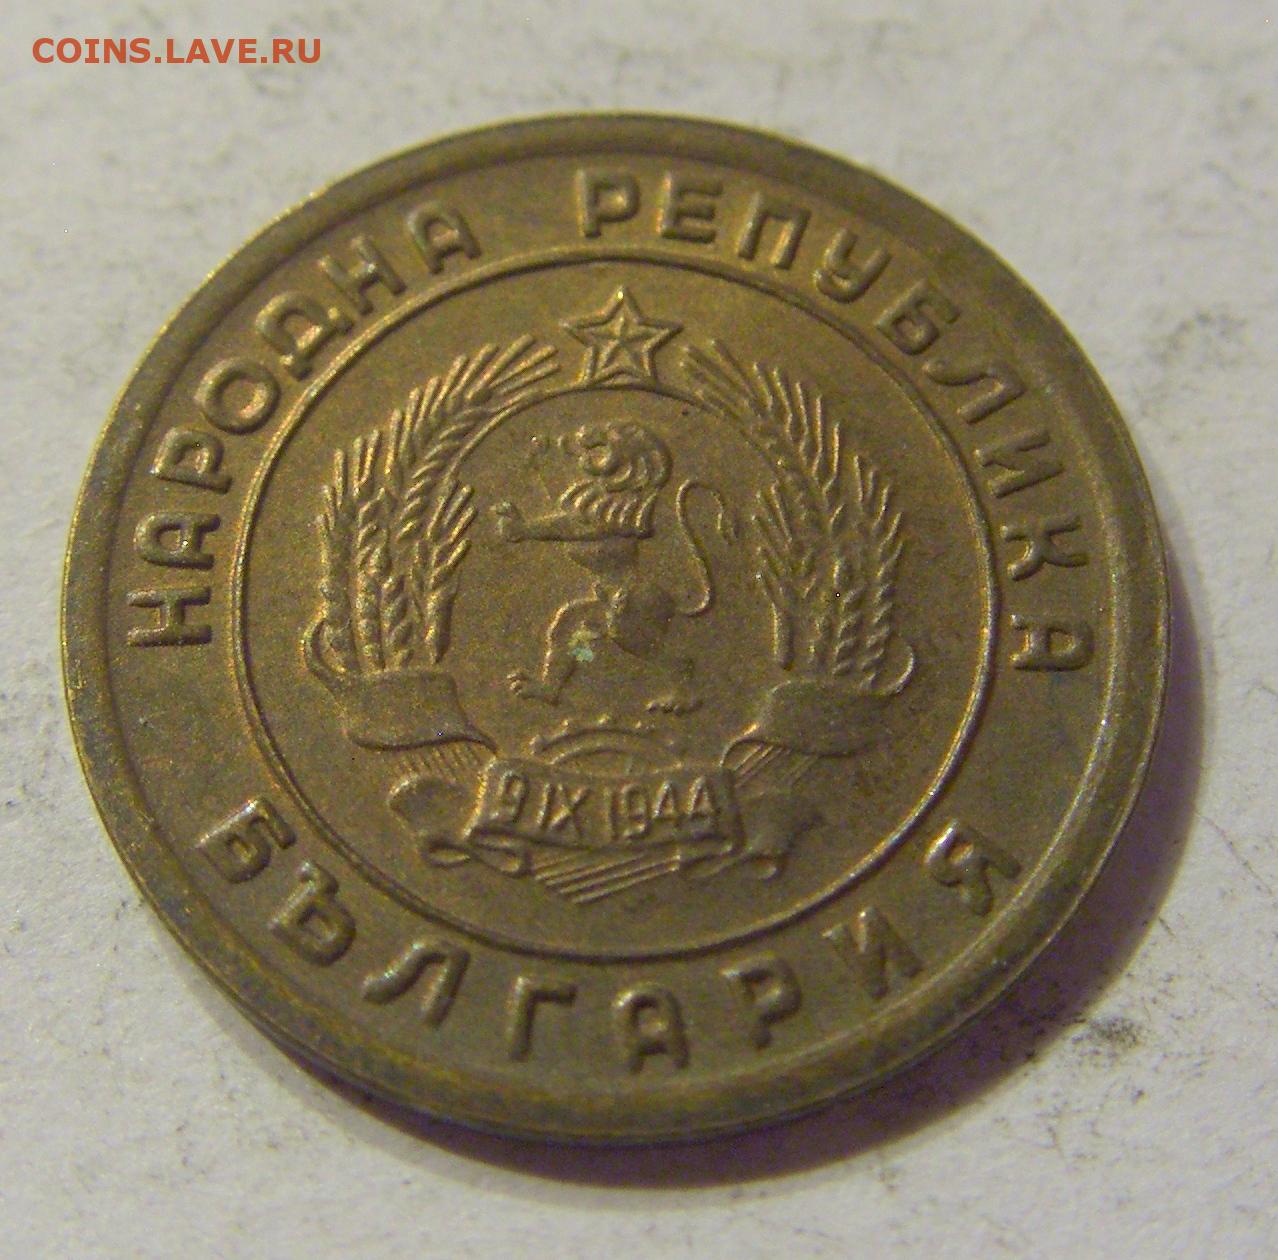 COINS.LAVE.RU
НАРОДНА РЕПУБЛИКА
БЪЛГАРИЯ
9 IX 1944